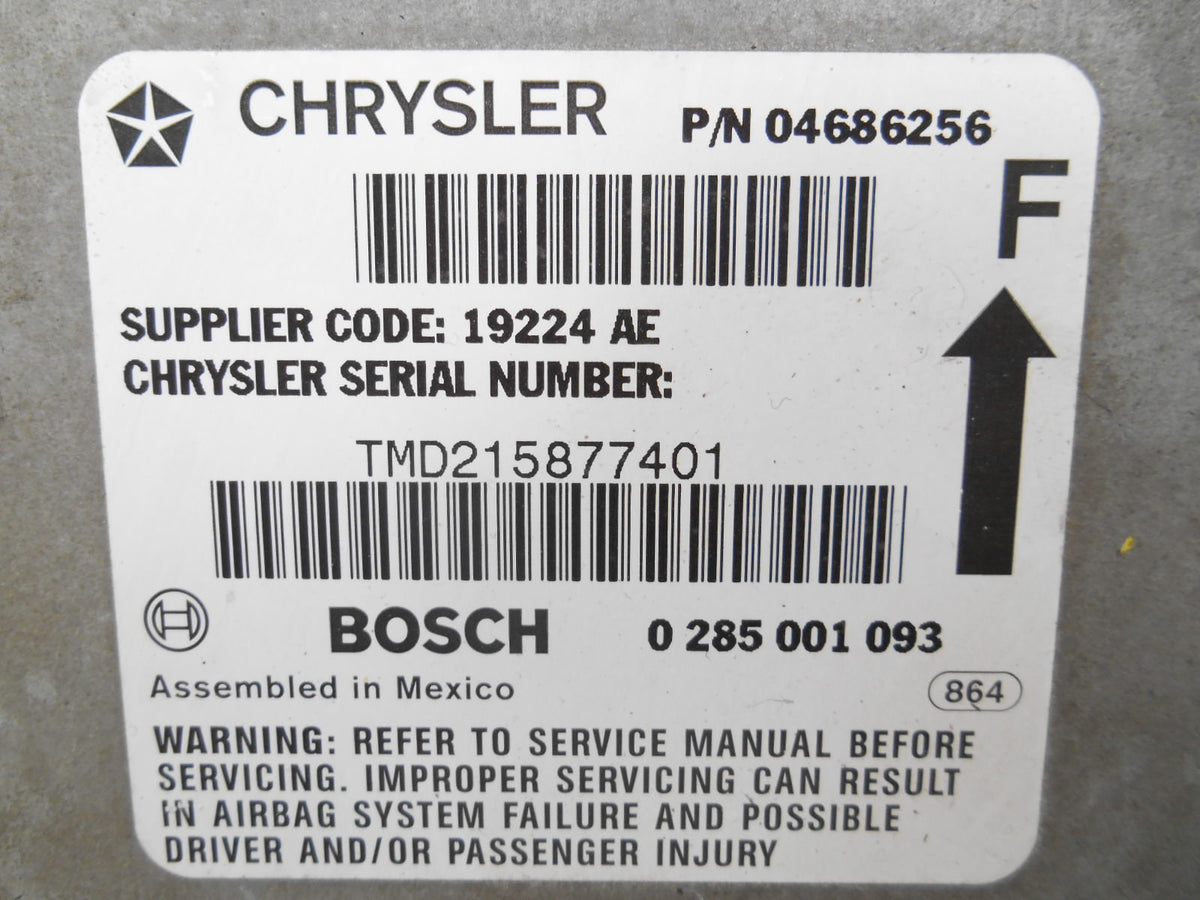 CHRYSLER P/N 04686256
F
SUPPLIER CODE: 19224 AE
CHRYSLER SERIAL NUMBER:
TMD215877401
BOSCH 0 285 001 093
Assembled in Mexico 864
WARNING: REFER TO SERVICE MANUAL BEFORE
SERVICING. IMPROPER SERVICING CAN RESULT
IN AIRBAG SYSTEM FAILURE AND POSSIBLE
DRIVER AND/OR PASSENGER INJURY